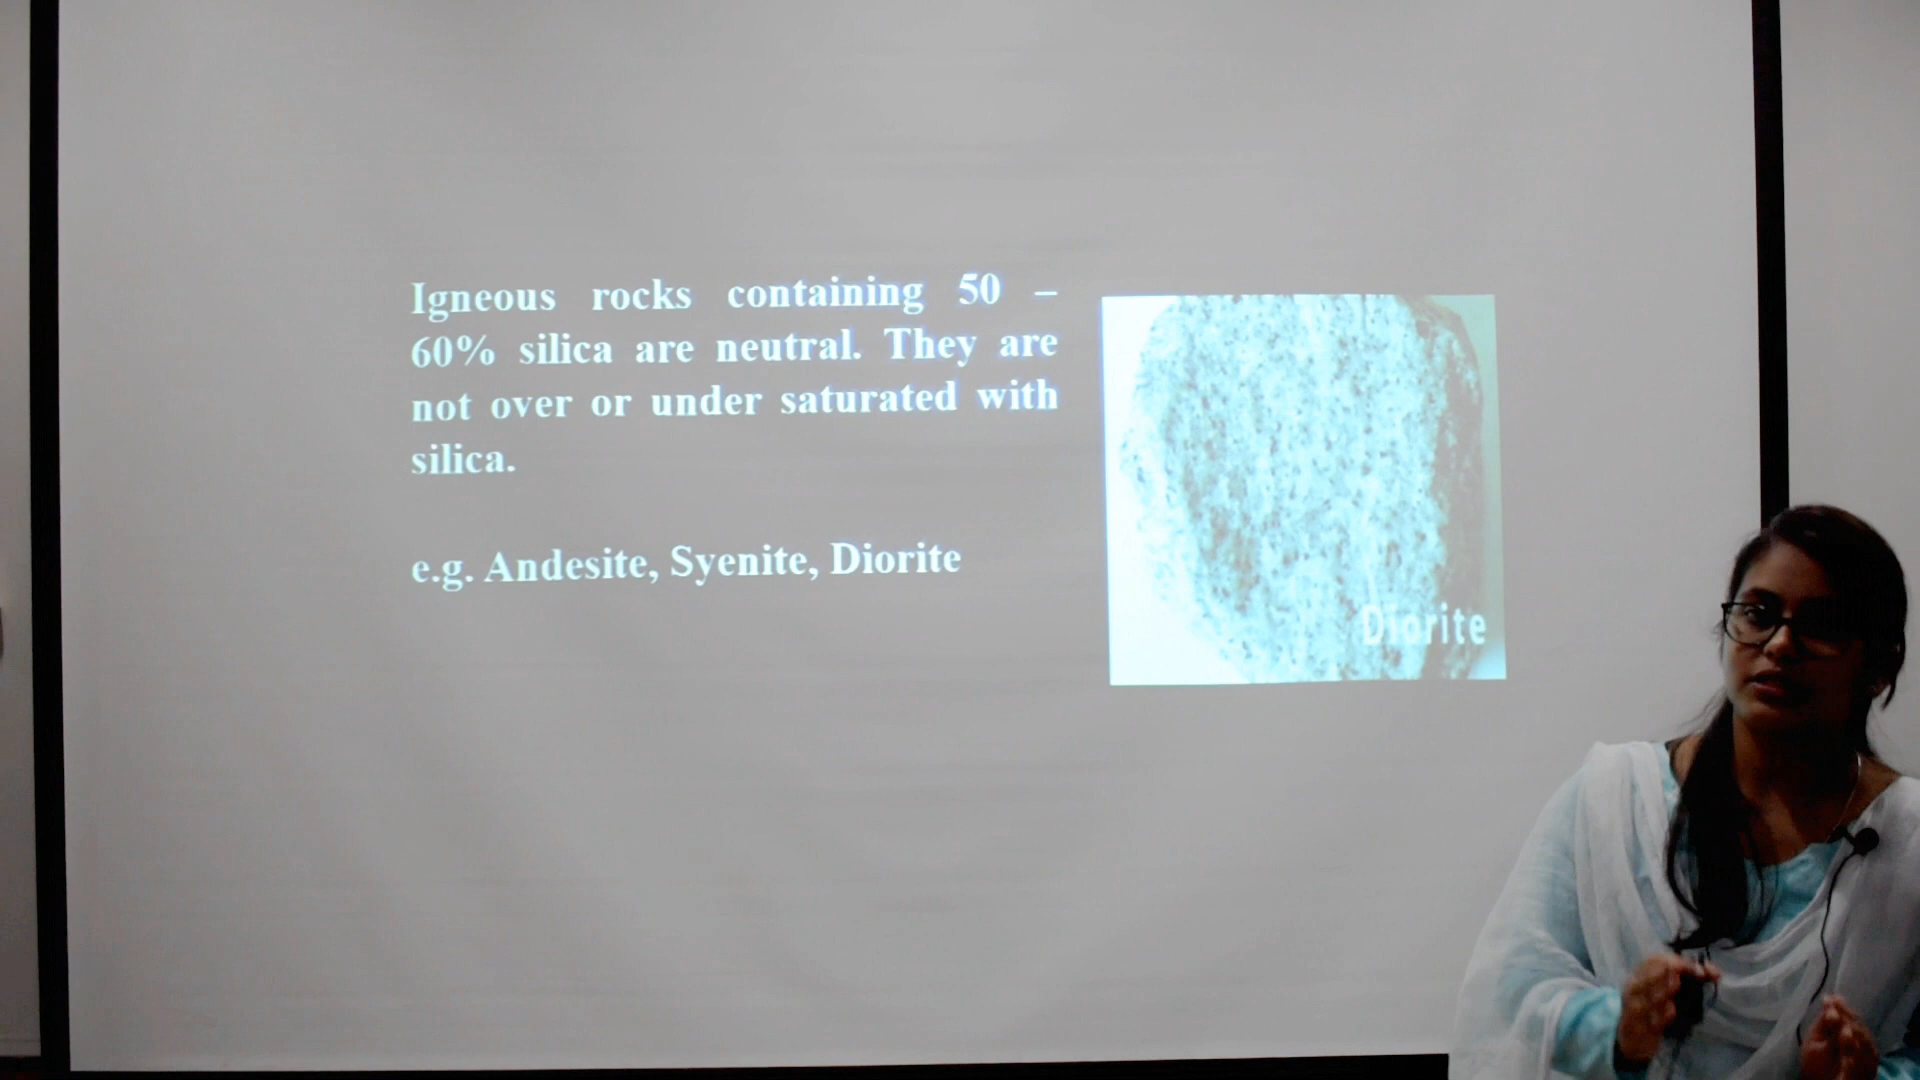 Igneous rocks containing 50 –
60% silica are neutral. They are
not over or under saturated with
silica.
e.g. Andesite, Syenite, Diorite
Diorite